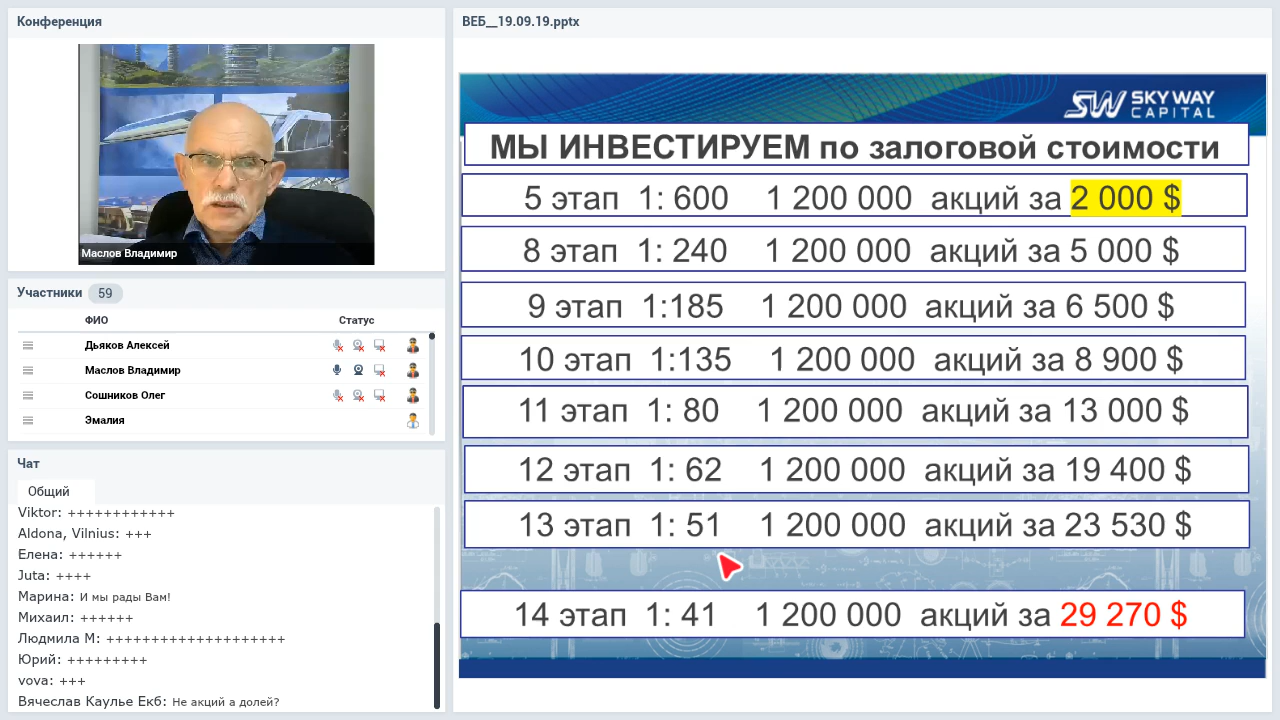 Конференция
Маслов Владимир
Участники 59
ФИО Статус
Дьяков Алексей
Маслов Владимир
Сошников Олег
Эмалия
Чат
Общий
Viktor: ++++++++++++
Aldona, Vilnius: +++
Елена: ++++++
Juta: ++++
Марина: И мы рады Вам!
Михаил: ++++++
Людмила М: ++++++++++++++++++++
Юрий: +++++++++
vova: +++
Вячеслав Каулье Екб: Не акций а долей?
ВЕБ__19.09.19.pptx
SW SKY WAY
CAPITAL
МЫ ИНВЕСТИРУЕМ по залоговой стоимости
5 этап 1: 600 1 200 000 акций за 2 000 $
8 этап 1: 240 1 200 000 акций за 5 000 $
9 этап 1:185 1 200 000 акций за 6 500 $
10 этап 1:135 1 200 000 акций за 8 900 $
11 этап 1: 80 1 200 000 акций за 13 000 $
12 этап 1: 62 1 200 000 акций за 19 400 $
13 этап 1: 51 1 200 000 акций за 23 530 $
14 этап 1: 41 1 200 000 акций за 29 270 $